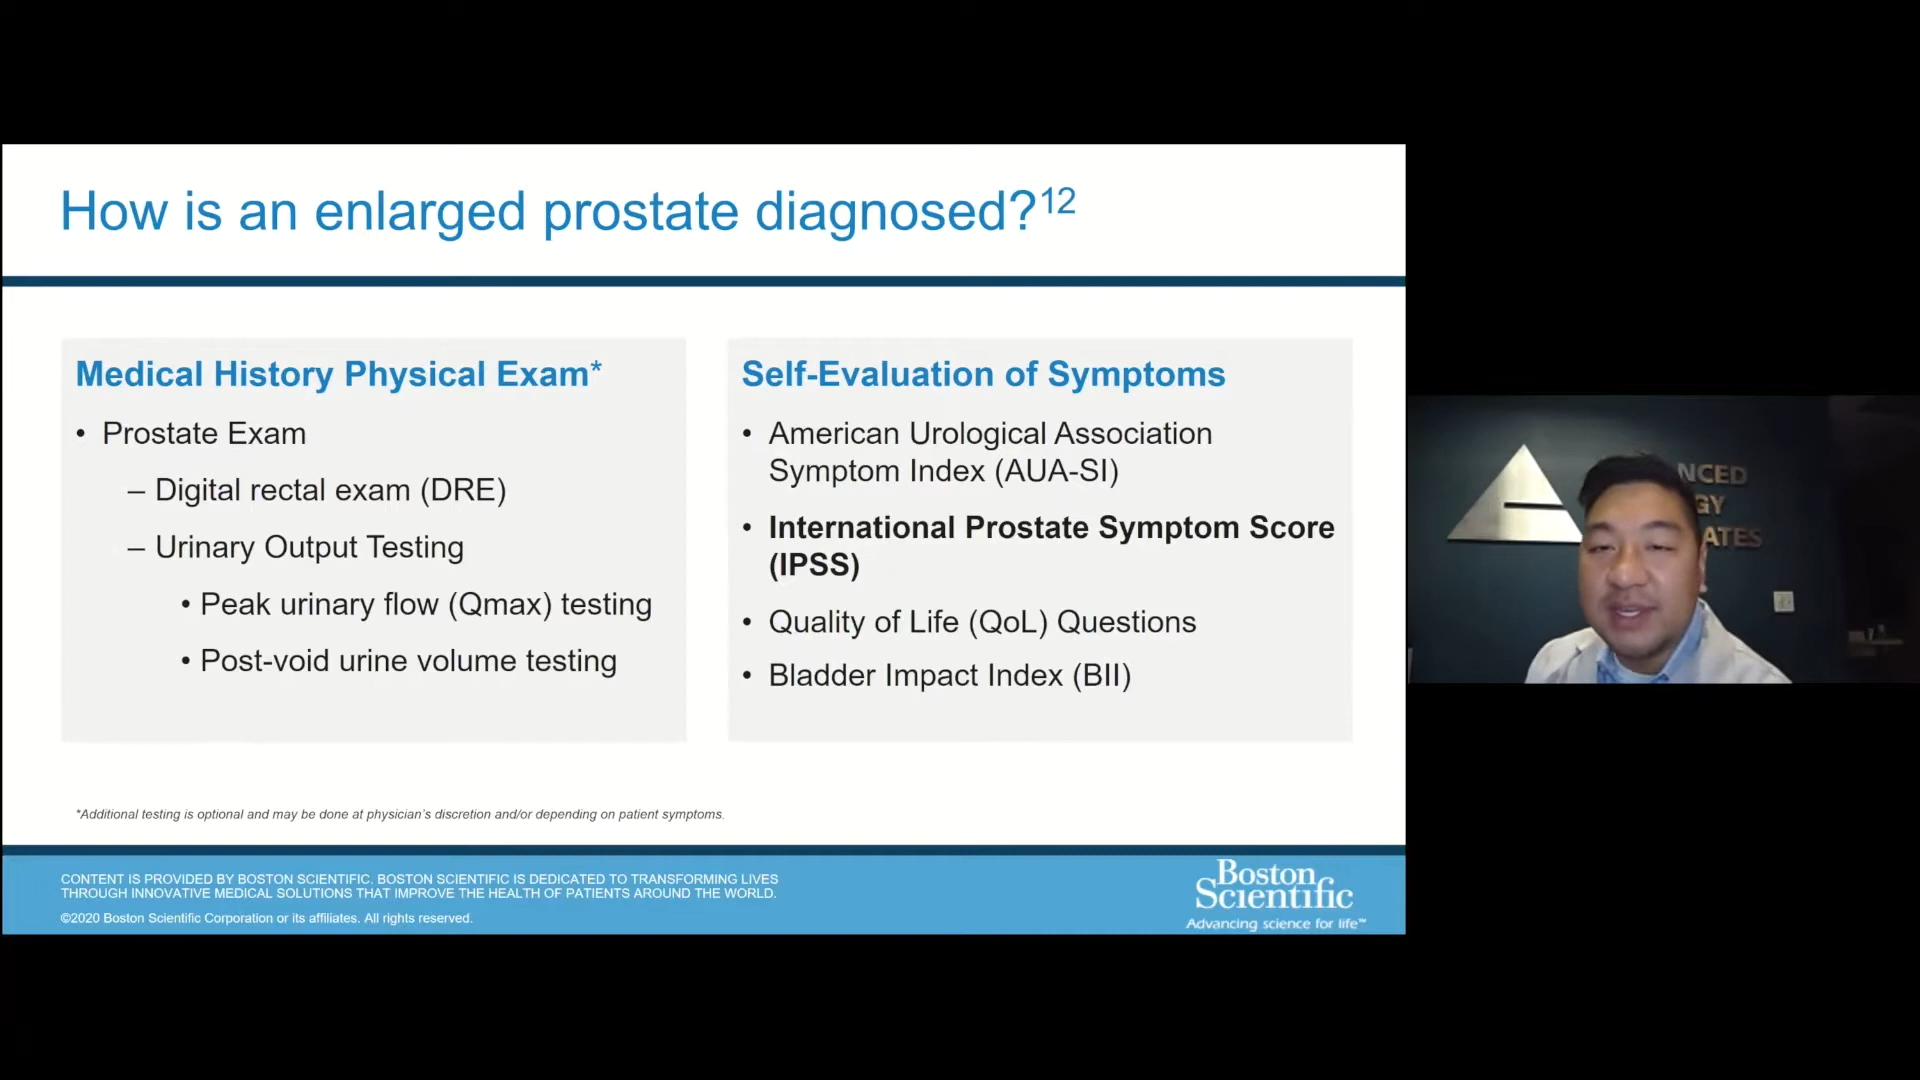 How is an enlarged prostate diagnosed?12
Medical History Physical Exam*
• Prostate Exam
– Digital rectal exam (DRE)
– Urinary Output Testing
• Peak urinary flow (Qmax) testing
• Post-void urine volume testing
Self-Evaluation of Symptoms
• American Urological Association
Symptom Index (AUA-SI)
• International Prostate Symptom Score
(IPSS)
• Quality of Life (QoL) Questions
• Bladder Impact Index (BII)
*Additional testing is optional and may be done at physician's discretion and/or depending on patient symptoms.
CONTENT IS PROVIDED BY BOSTON SCIENTIFIC. BOSTON SCIENTIFIC IS DEDICATED TO TRANSFORMING LIVES
THROUGH INNOVATIVE MEDICAL SOLUTIONS THAT IMPROVE THE HEALTH OF PATIENTS AROUND THE WORLD.
©2020 Boston Scientific Corporation or its affiliates. All rights reserved.
Boston
Scientific
Advancing science for life™
NCED
GY
ATES